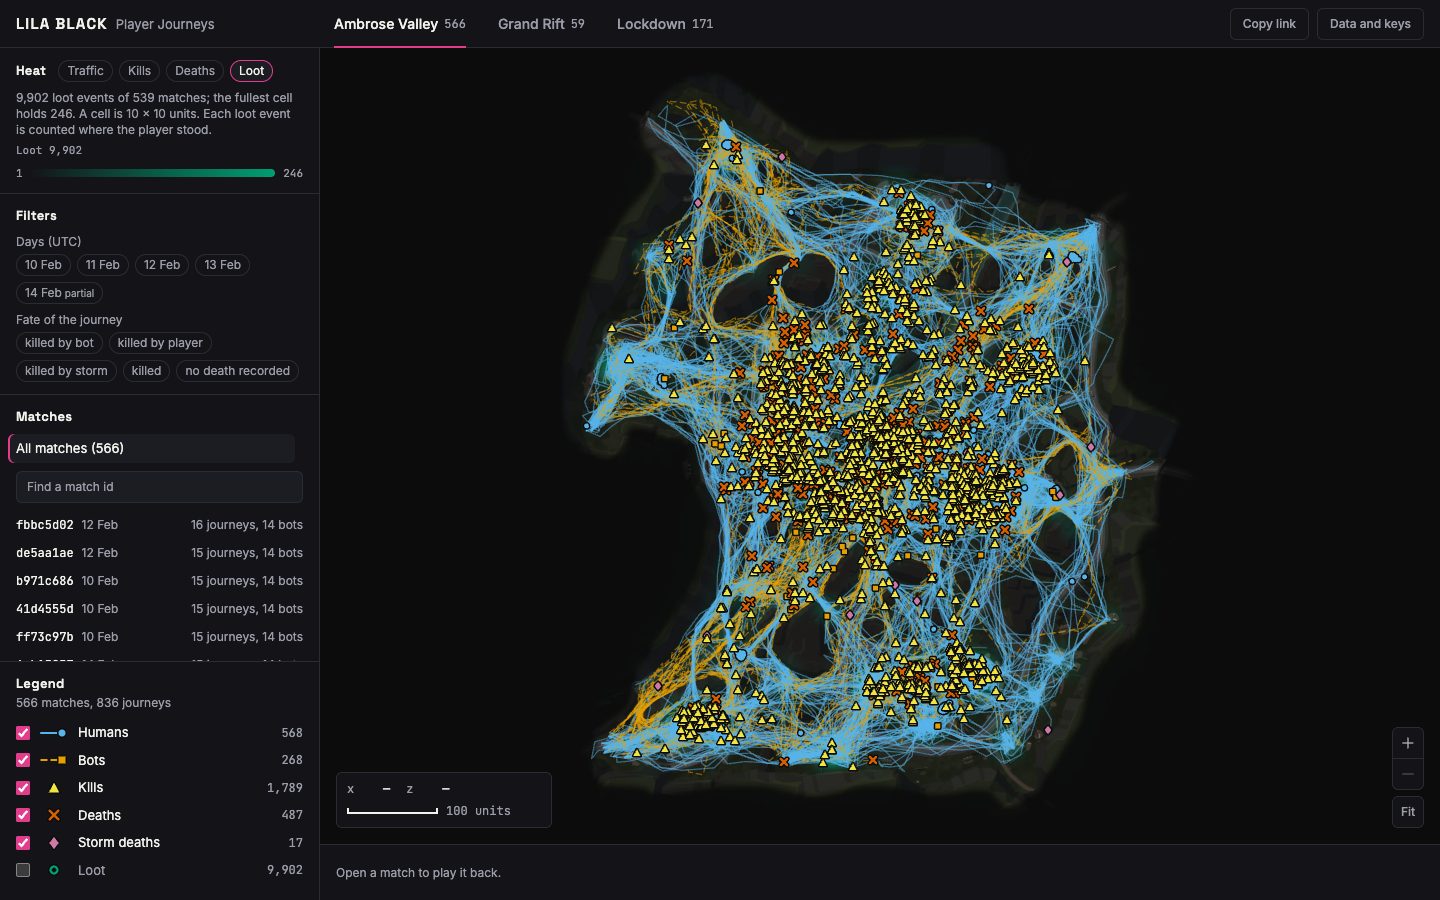 LILA BLACK Player Journeys
Ambrose Valley 566
Grand Rift 59
Lockdown 171
Copy link
Data and keys
Heat
Traffic
Kills
Deaths
Loot
9,902 loot events of 539 matches; the fullest cell
holds 246. A cell is 10 × 10 units. Each loot event
is counted where the player stood.
Loot 9,902
1
246
Filters
Days (UTC)
10 Feb
11 Feb
12 Feb
13 Feb
14 Feb partial
Fate of the journey
killed by bot
killed by player
killed by storm
killed
no death recorded
Matches
All matches (566)
Find a match id
fbbc5d02 12 Feb 16 journeys, 14 bots
de5aa1ae 12 Feb 15 journeys, 14 bots
b971c686 10 Feb 15 journeys, 14 bots
41d4555d 10 Feb 15 journeys, 14 bots
ff73c97b 10 Feb 15 journeys, 14 bots
Legend
566 matches, 836 journeys
Humans 568
Bots 268
Kills 1,789
Deaths 487
Storm deaths 17
Loot 9,902
x – z –
100 units
+
−
Fit
Open a match to play it back.